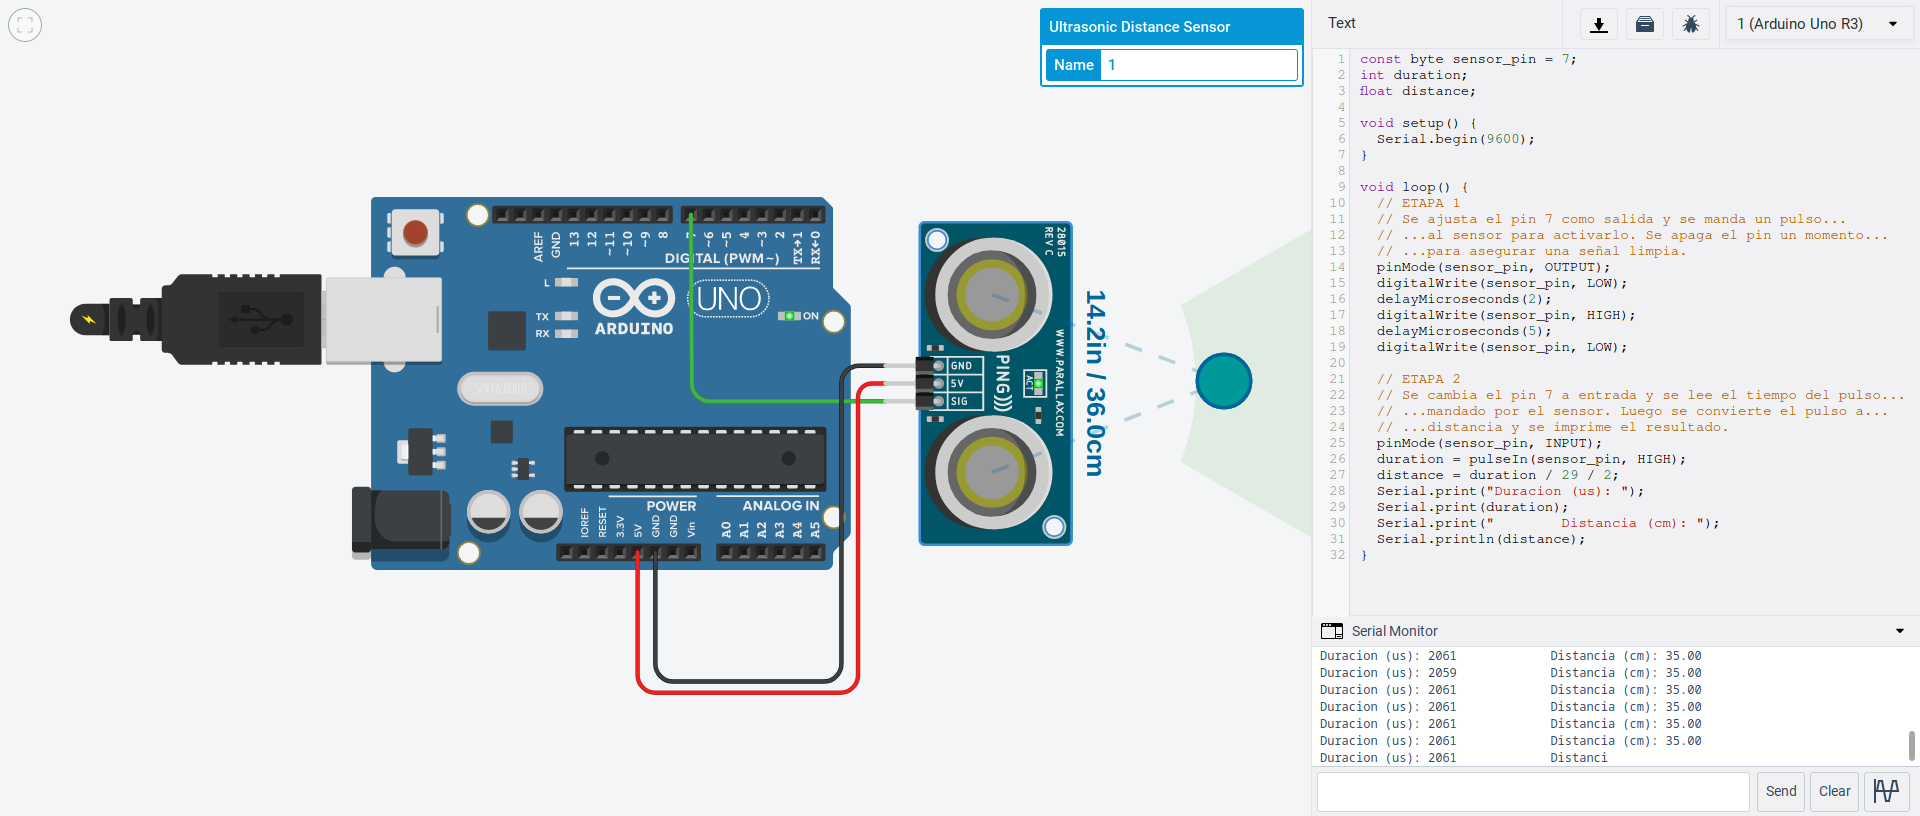 Ultrasonic Distance Sensor
Name 1
AREF
GND
13
12
~11
~10
~9
8
7
~6
~5
4
~3
2
TX→1
RX←0
DIGITAL (PWM~)
L
TX
RX
UNO
ARDUINO
ON
SPK16.000G
IOREF
RESET
3.3V
5V
GND
GND
Vin
POWER
ANALOG IN
A0
A1
A2
A3
A4
A5
28015
REV C
PING)))
GND
5V
SIG
ACT
WWW.PARALLAX.COM
14.2in / 36.0cm
Text
1 (Arduino Uno R3)
1 const byte sensor_pin = 7;
2 int duration;
3 float distance;
4
5 void setup() {
6 Serial.begin(9600);
7 }
8
9 void loop() {
10 // ETAPA 1
11 // Se ajusta el pin 7 como salida y se manda un pulso...
12 // ...al sensor para activarlo. Se apaga el pin un momento...
13 // ...para asegurar una señal limpia.
14 pinMode(sensor_pin, OUTPUT);
15 digitalWrite(sensor_pin, LOW);
16 delayMicroseconds(2);
17 digitalWrite(sensor_pin, HIGH);
18 delayMicroseconds(5);
19 digitalWrite(sensor_pin, LOW);
20
21 // ETAPA 2
22 // Se cambia el pin 7 a entrada y se lee el tiempo del pulso...
23 // ...mandado por el sensor. Luego se convierte el pulso a...
24 // ...distancia y se imprime el resultado.
25 pinMode(sensor_pin, INPUT);
26 duration = pulseIn(sensor_pin, HIGH);
27 distance = duration / 29 / 2;
28 Serial.print("Duracion (us): ");
29 Serial.print(duration);
30 Serial.print("        Distancia (cm): ");
31 Serial.println(distance);
32 }
Serial Monitor
Duracion (us): 2061 Distancia (cm): 35.00
Duracion (us): 2059 Distancia (cm): 35.00
Duracion (us): 2061 Distancia (cm): 35.00
Duracion (us): 2061 Distancia (cm): 35.00
Duracion (us): 2061 Distancia (cm): 35.00
Duracion (us): 2061 Distancia (cm): 35.00
Duracion (us): 2061 Distanci
Send
Clear